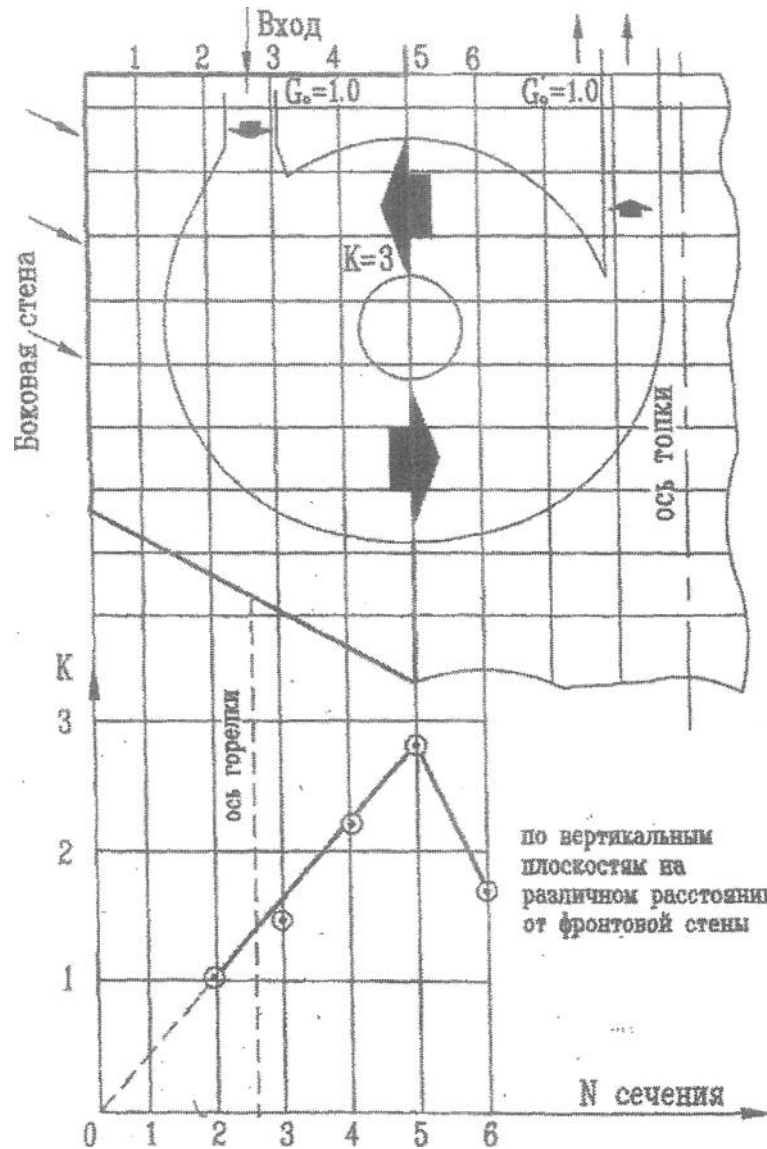 Вход
1 2 3 4 5 6
G₀=1.0 G₀=1.0
K=3
Боковая стена
ось топки
K
3
ось горелки
2
по вертикальным
плоскостям на
различном расстоянии
от фронтовой стены
1
N сечения
0 1 2 3 4 5 6